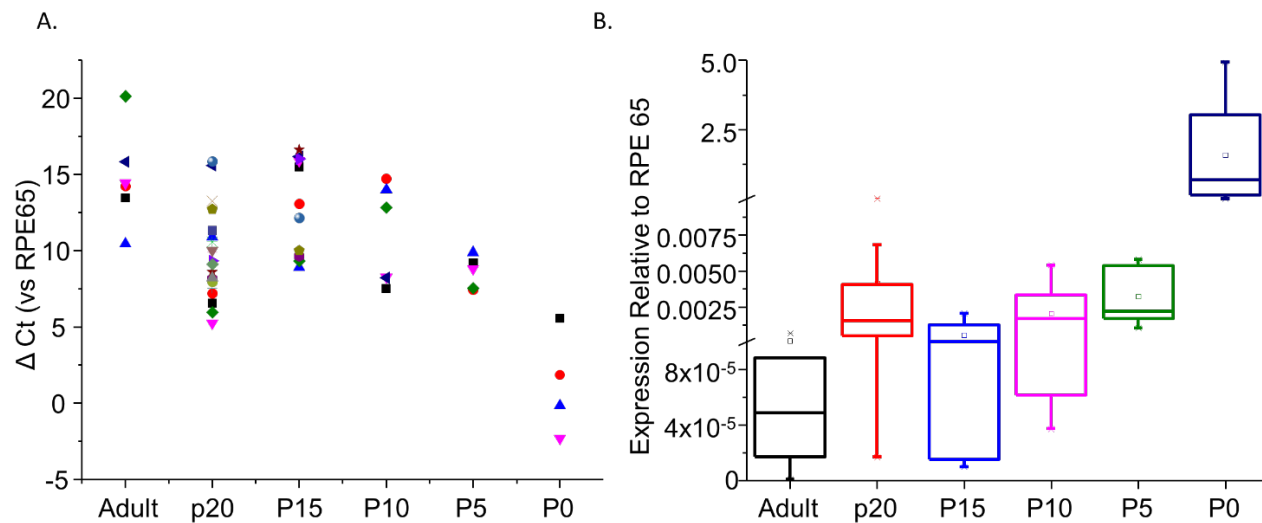 A.
B.
Δ Ct (vs RPE65)
20
15
10
5
0
-5
Adult p20 P15 P10 P5 P0
Expression Relative to RPE 65
5.0
2.5
0.0075
0.0050
0.0025
8x10⁻⁵
4x10⁻⁵
0
Adult p20 P15 P10 P5 P0